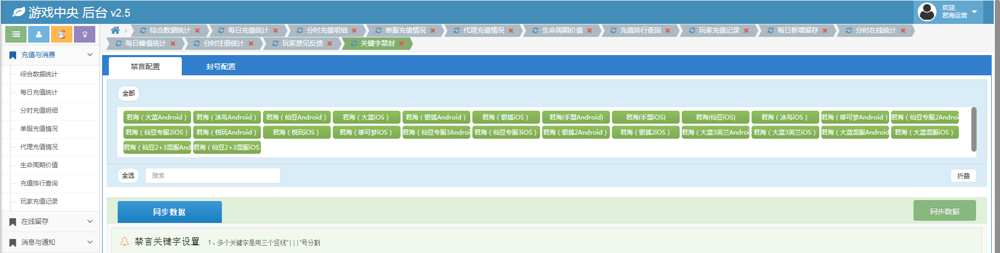 游戏中央 后台 v2.5
欢迎,
君海运营
综合数据统计 每日充值统计 分时充值明细 单服充值情况 代理充值情况 生命周期价值 充值排行查询 玩家充值记录 每日新增留存 分时在线统计
每日峰值统计 分时注册统计 玩家意见反馈 关键字禁封
充值与消费
综合数据统计
每日充值统计
分时充值明细
单服充值情况
代理充值情况
生命周期价值
充值排行查询
玩家充值记录
在线留存
消息与通知
禁言配置 封号配置
全部
君海（大蓝Android） 君海（冰鸟Android） 君海（仙豆Android） 君海（大蓝iOS） 君海（银狐Android） 君海（银狐iOS） 君海(手盟Android) 君海(手盟iOS) 君海(仙豆iOS) 君海（冰鸟iOS） 君海（哆可梦Android） 君海（仙豆专服2Androi
君海（仙豆专服2iOS） 君海（悦玩Android） 君海（悦玩iOS） 君海（哆可梦iOS） 君海（仙豆专服3Androi 君海（仙豆专服3iOS） 君海（银狐2Android） 君海（银狐2iOS） 君海（大蓝3英兰Androi 君海（大蓝3英兰iOS） 君海（大蓝混服Android 君海（大蓝混服iOS）
君海（仙豆2+3混服And 君海（仙豆2+3混服iOS
全选 搜索 折叠
同步数据 同步数据
禁言关键字设置 1、多个关键字是用三个竖线“|||”号分割